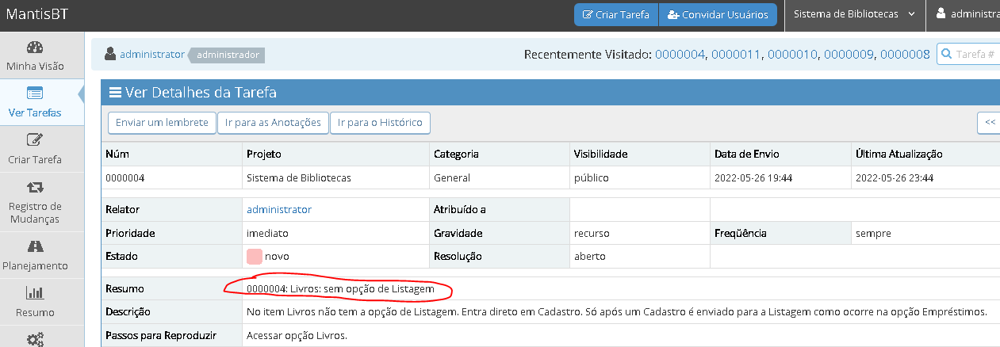 MantisBT
Criar Tarefa Convidar Usuários Sistema de Bibliotecas administra
Minha Visão
Ver Tarefas
Criar Tarefa
Registro de
Mudanças
Planejamento
Resumo
administrator administrador Recentemente Visitado: 0000004, 0000011, 0000010, 0000009, 0000008 Tarefa #
Ver Detalhes da Tarefa
Enviar um lembrete Ir para as Anotações Ir para o Histórico <<
Núm Projeto Categoria Visibilidade Data de Envio Última Atualização
0000004 Sistema de Bibliotecas General público 2022-05-26 19:44 2022-05-26 23:44
Relator administrator Atribuído a
Prioridade imediato Gravidade recurso Freqüência sempre
Estado novo Resolução aberto
Resumo 0000004: Livros: sem opção de Listagem
Descrição No item Livros não tem a opção de Listagem. Entra direto em Cadastro. Só após um Cadastro é enviado para a Listagem como ocorre na opção Empréstimos.
Passos para Reproduzir Acessar opção Livros.